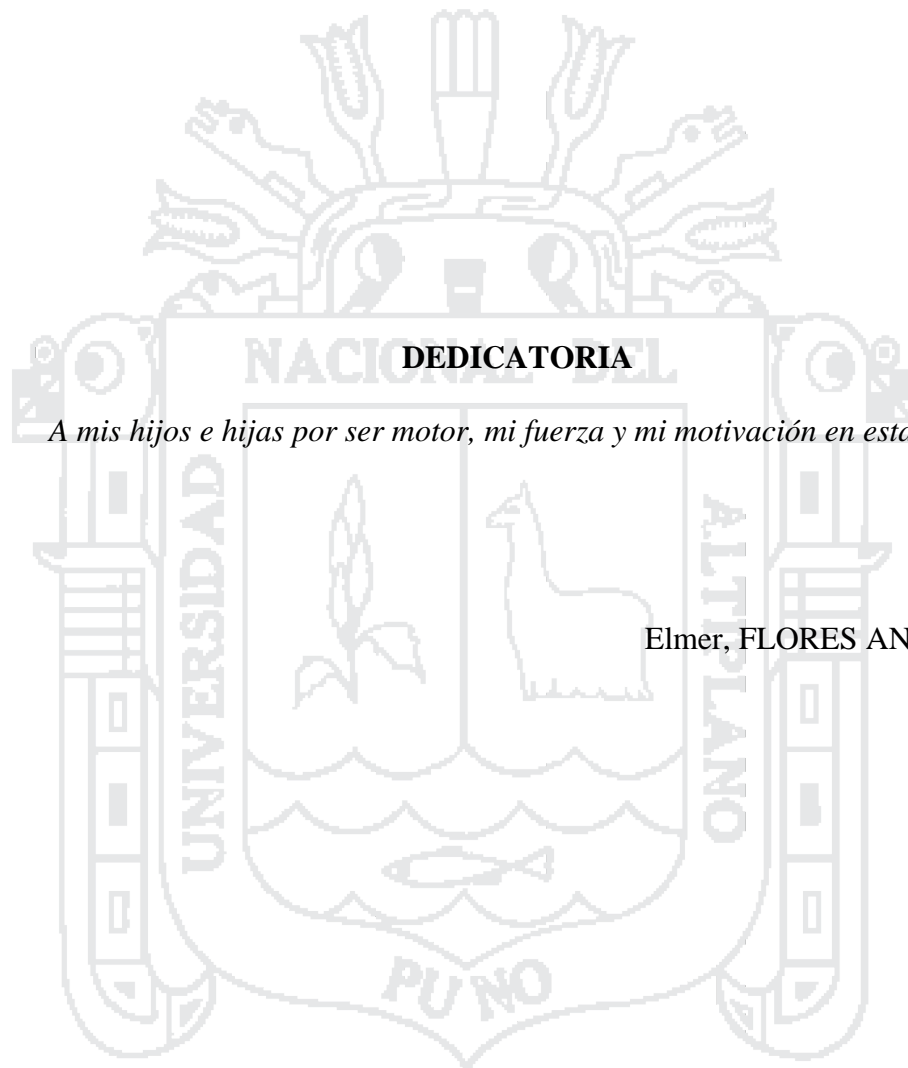 DEDICATORIA
A mis hijos e hijas por ser motor, mi fuerza y mi motivación en esta
Elmer, FLORES AN
NACIONAL DEL
UNIVERSIDAD
ALTIPLANO
PUNO